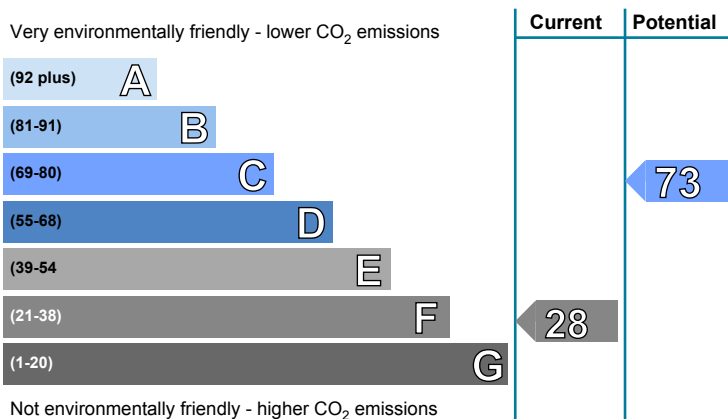 Very environmentally friendly - lower CO2 emissions
Current
Potential
(92 plus) A
(81-91) B
(69-80) C
73
(55-68) D
(39-54 E
(21-38) F
28
(1-20) G
Not environmentally friendly - higher CO2 emissions